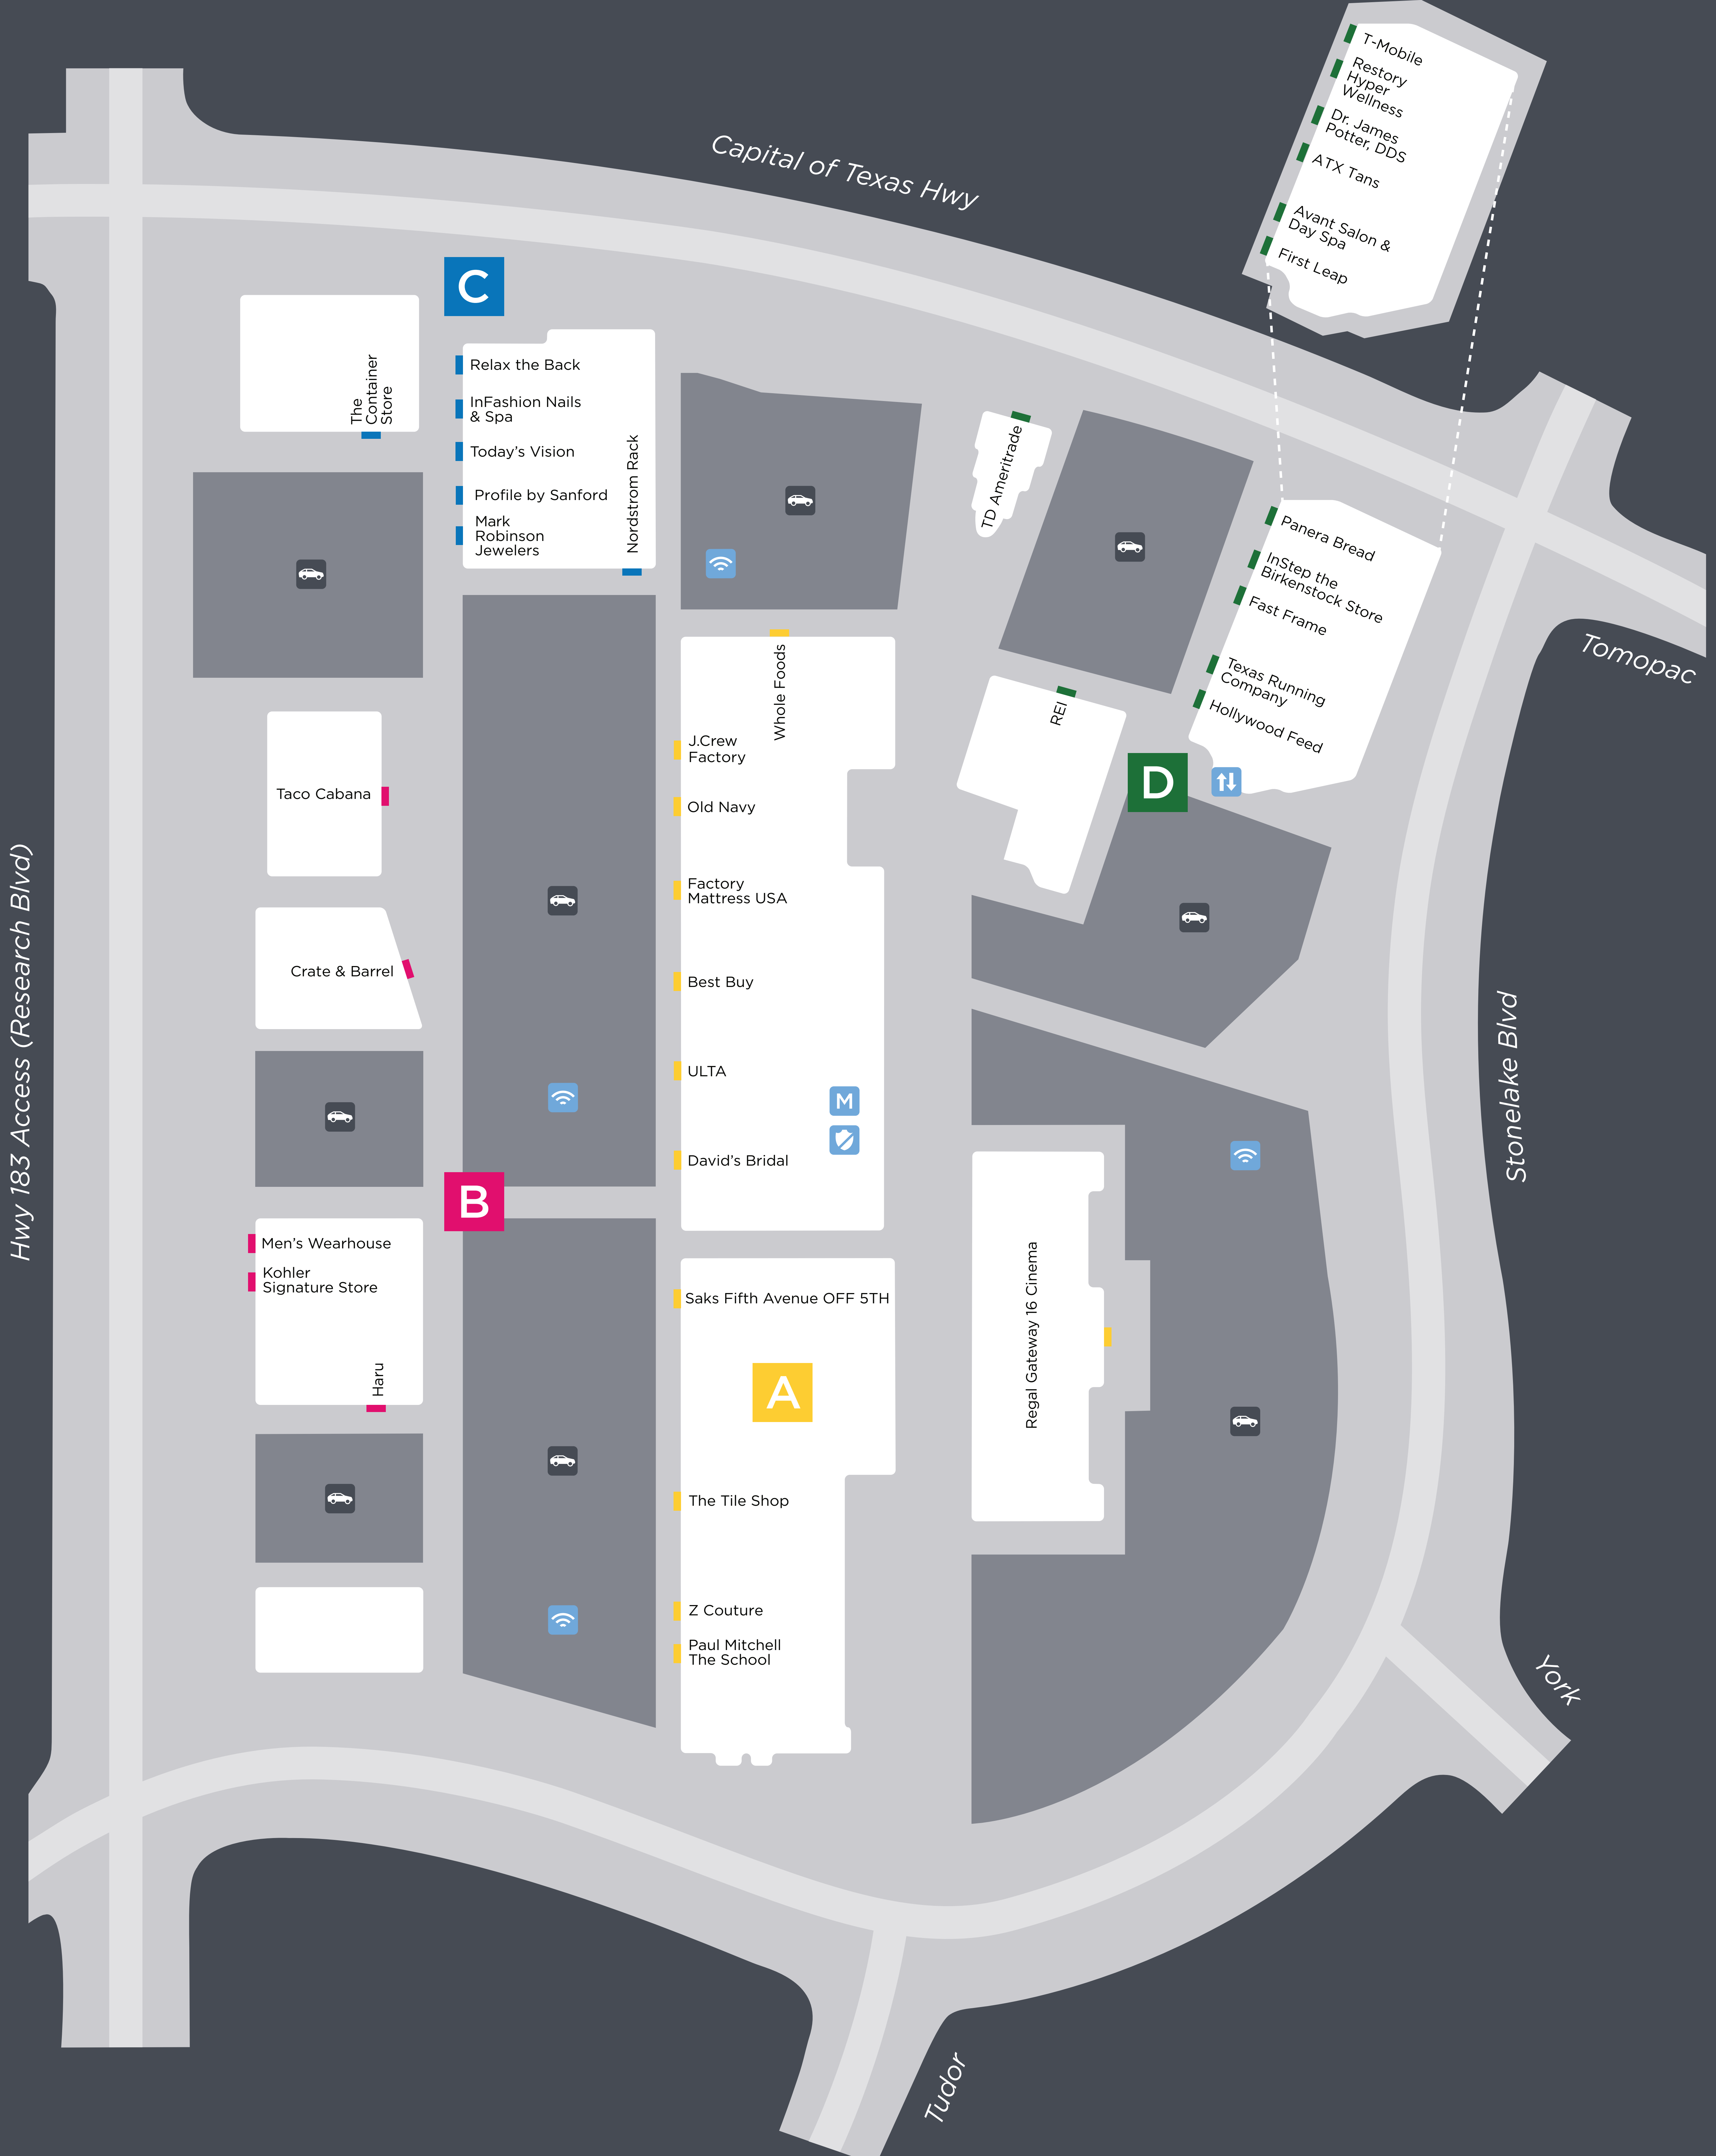 T-Mobile
Restory
Hyper
Wellness
Dr. James
Potter, DDS
ATX Tans
Avant Salon &
Day Spa
First Leap
Capital of Texas Hwy
C
The
Container
Store
Relax the Back
InFashion Nails
& Spa
Today's Vision
Profile by Sanford
Mark
Robinson
Jewelers
Nordstrom Rack
TD Ameritrade
Panera Bread
InStep the
Birkenstock Store
Fast Frame
Texas Running
Company
Hollywood Feed
Tomopac
REI
D
Whole Foods
J.Crew
Factory
Old Navy
Factory
Mattress USA
Best Buy
ULTA
M
David's Bridal
Taco Cabana
Crate & Barrel
Hwy 183 Access (Research Blvd)
Stonelake Blvd
B
Men's Wearhouse
Kohler
Signature Store
Haru
Saks Fifth Avenue OFF 5TH
A
Regal Gateway 16 Cinema
The Tile Shop
Z Couture
Paul Mitchell
The School
York
Tudor